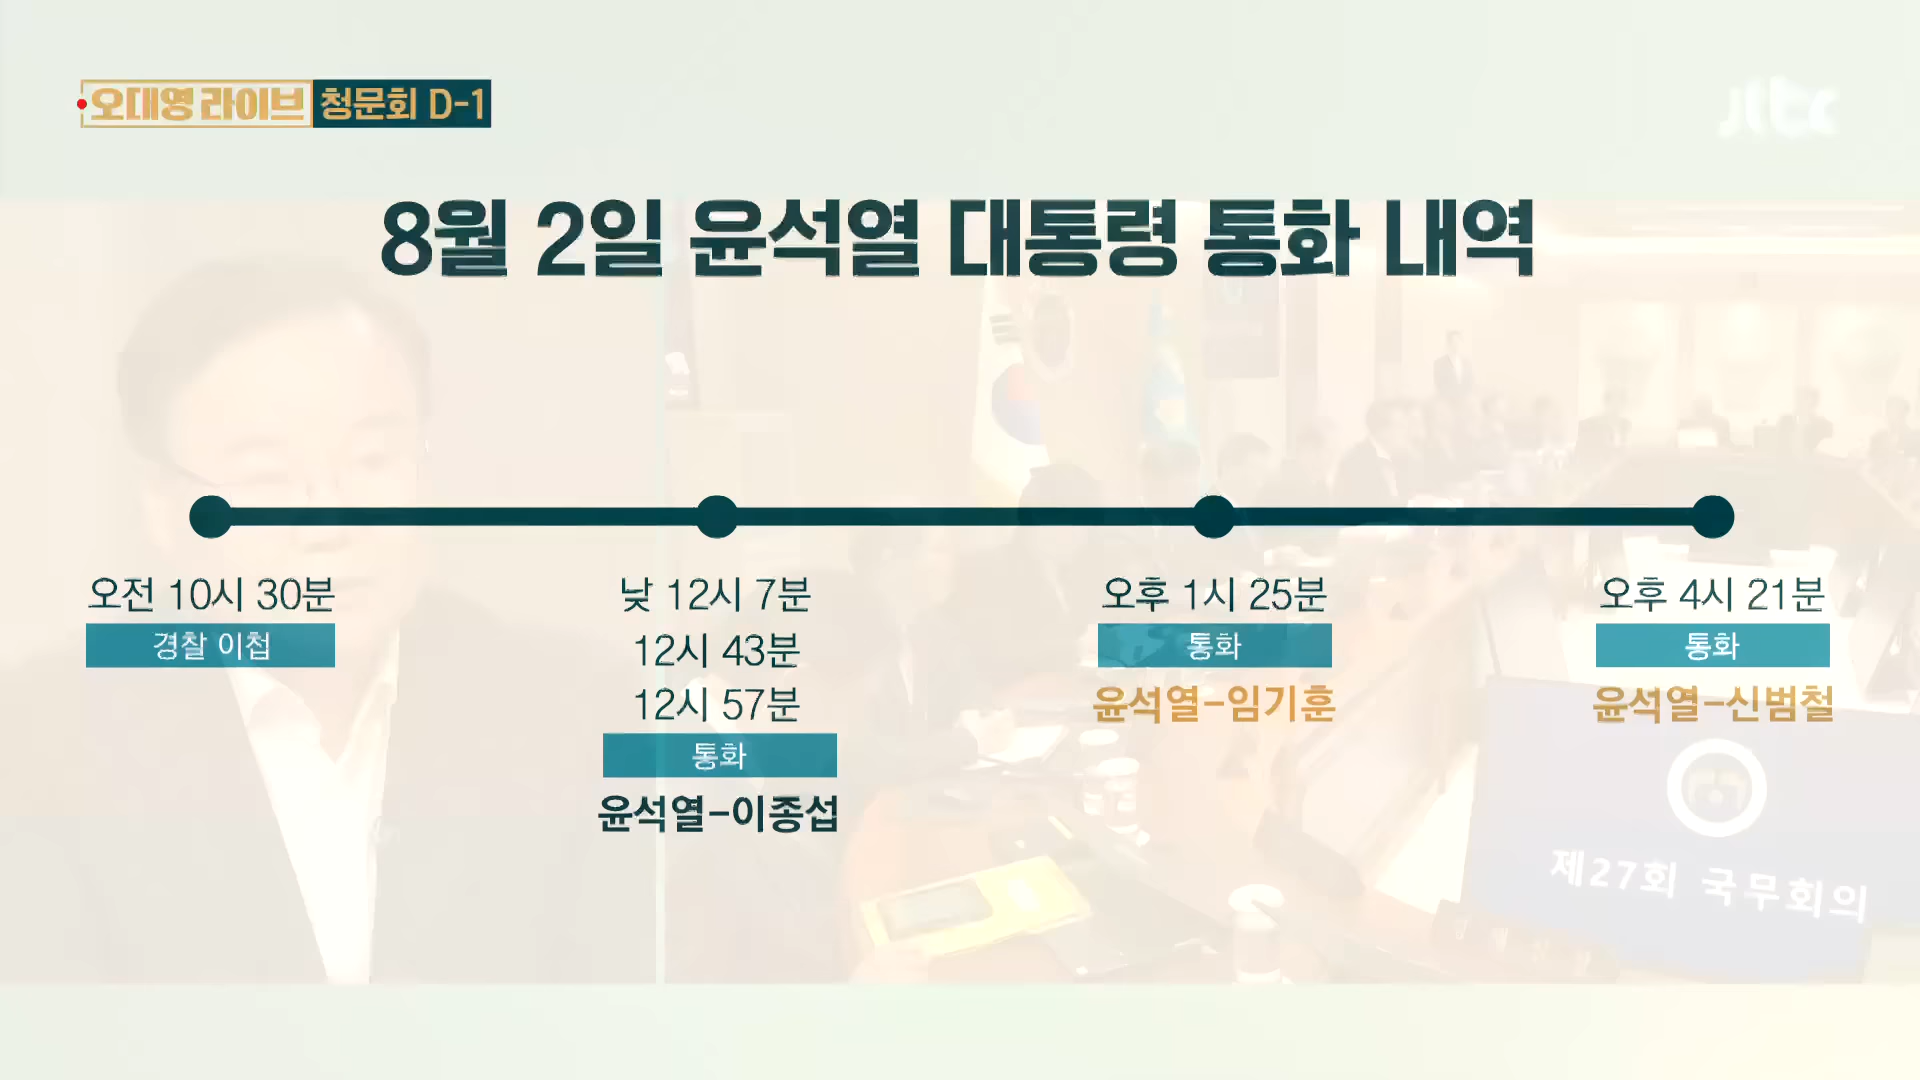 오대영 라이브 청문회 D-1
JTBC
8월 2일 윤석열 대통령 통화 내역
오전 10시 30분
경찰 이첩
낮 12시 7분
12시 43분
12시 57분
통화
윤석열-이종섭
오후 1시 25분
통화
윤석열-임기훈
오후 4시 21분
통화
윤석열-신범철
제27회 국무회의